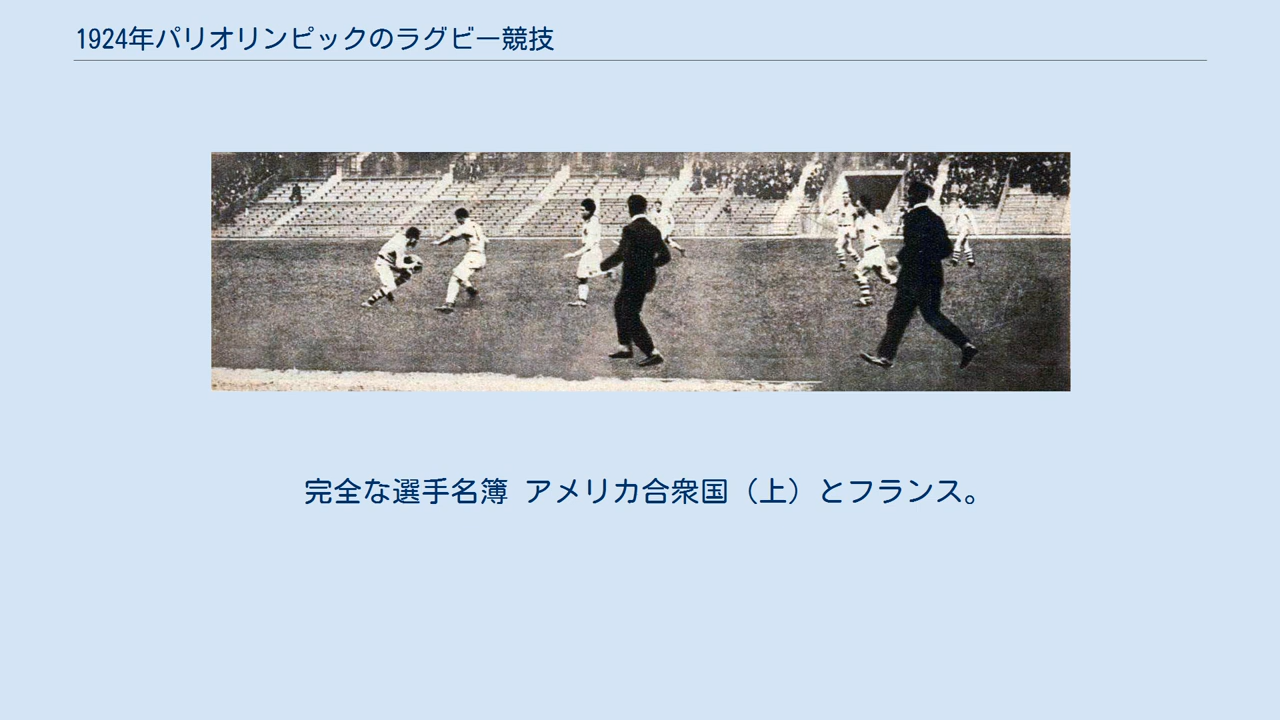 1924年パリオリンピックのラグビー競技
完全な選手名簿 アメリカ合衆国（上）とフランス。